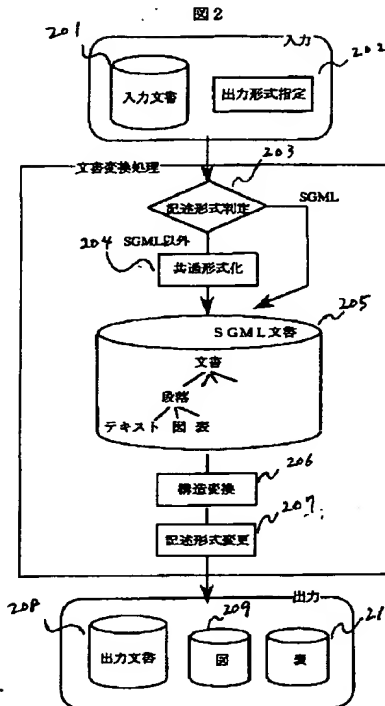 図2
201
入力
202
入力文書
出力形式指定
文書変換処理
203
記述形式判定
SGML
204
SGML以外
共通形式化
205
SGML文書
文書
段落
テキスト 図 表
206
構造変換
207
記述形式変更
208
209
出力
21
出力文書
図
表